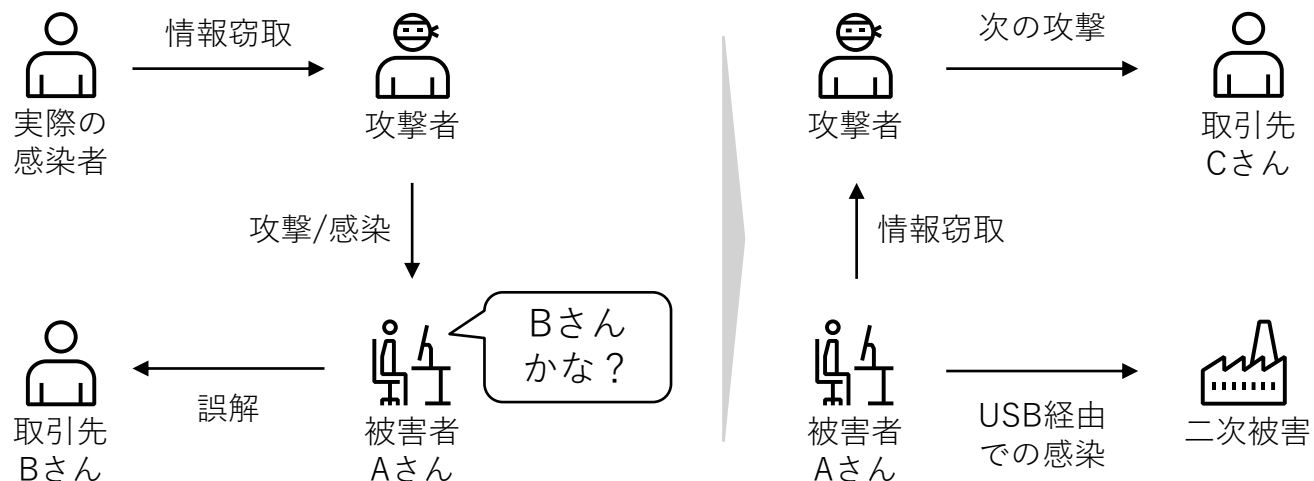 情報窃取
実際の
感染者
攻撃者
攻撃/感染
Bさん
かな？
誤解
取引先
Bさん
被害者
Aさん
次の攻撃
攻撃者
取引先
Cさん
情報窃取
被害者
Aさん
USB経由
での感染
二次被害